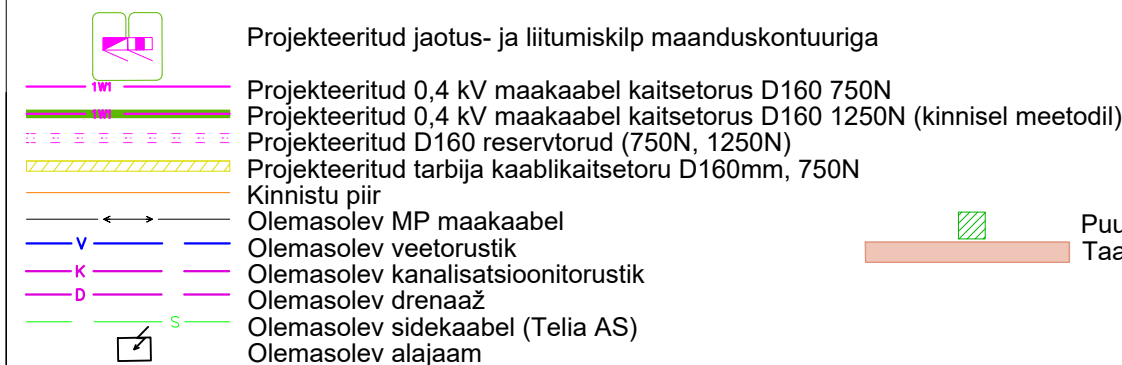 Projekteeritud jaotus- ja liitumiskilp maanduskontuuriga
1W1 Projekteeritud 0,4 kV maakaabel kaitsetorus D160 750N
1W1 Projekteeritud 0,4 kV maakaabel kaitsetorus D160 1250N (kinnisel meetodil)
Projekteeritud D160 reservtorud (750N, 1250N)
Projekteeritud tarbija kaablikaitsetoru D160mm, 750N
Kinnistu piir
Olemasolev MP maakaabel
V Olemasolev veetorustik
K Olemasolev kanalisatsioonitorustik
D Olemasolev drenaaž
S Olemasolev sidekaabel (Telia AS)
Olemasolev alajaam